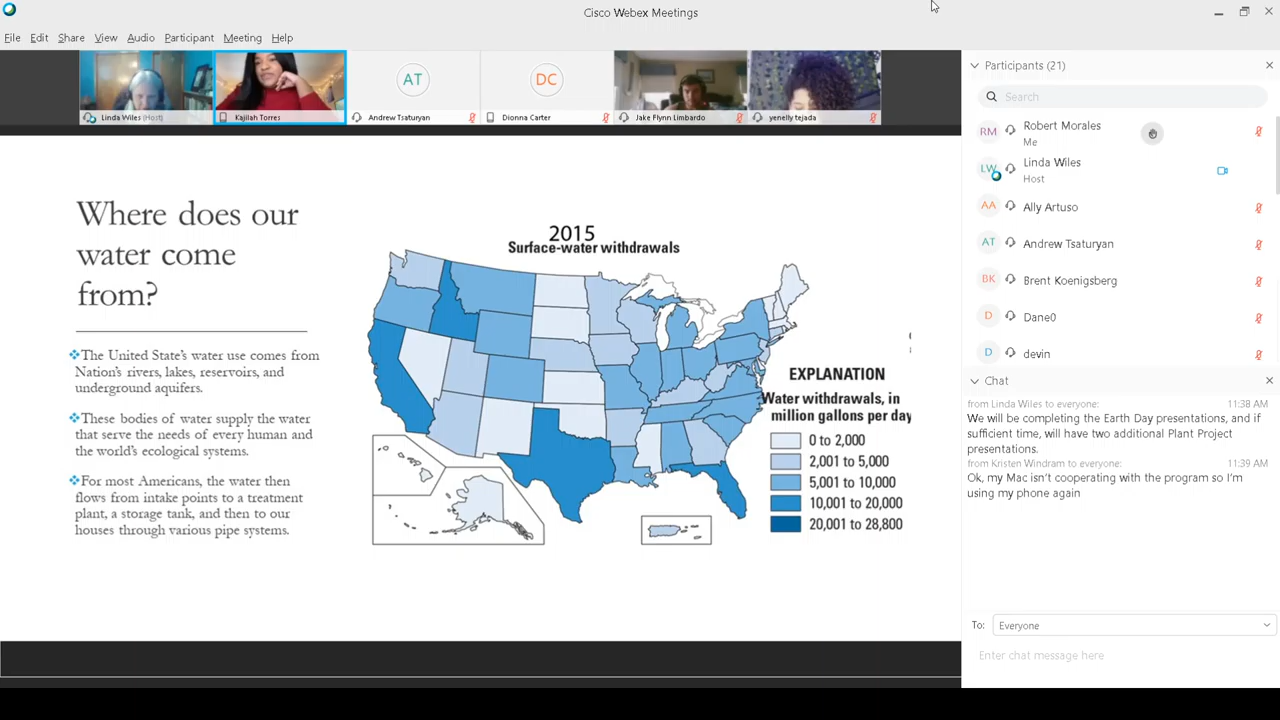 Cisco Webex Meetings
File Edit Share View Audio Participant Meeting Help
Linda Wiles (Host)
Kajilah Torres
AT
Andrew Tsaturyan
DC
Dionna Carter
Jake Flynn Limbardo
yenelly tejada
Where does our
water come
from?
The United State's water use comes from
Nation's rivers, lakes, reservoirs, and
underground aquifers.
These bodies of water supply the water
that serve the needs of every human and
the world's ecological systems.
For most Americans, the water then
flows from intake points to a treatment
plant, a storage tank, and then to our
houses through various pipe systems.
2015
Surface-water withdrawals
EXPLANATION
Water withdrawals, in
million gallons per day
0 to 2,000
2,001 to 5,000
5,001 to 10,000
10,001 to 20,000
20,001 to 28,800
Participants (21)
Search
RM Robert Morales
Me
LW Linda Wiles
Host
AA Ally Artuso
AT Andrew Tsaturyan
BK Brent Koenigsberg
D Dane0
D devin
Chat
from Linda Wiles to everyone: 11:38 AM
We will be completing the Earth Day presentations, and if
sufficient time, will have two additional Plant Project
presentations.
from Kristen Windram to everyone: 11:39 AM
Ok, my Mac isn't cooperating with the program so I'm
using my phone again
To: Everyone
Enter chat message here